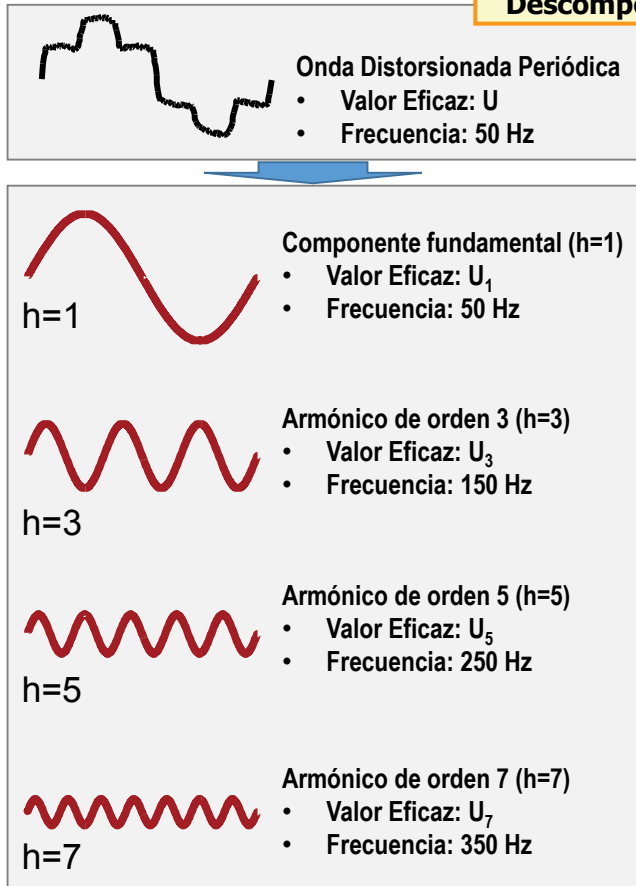 Descompo
Onda Distorsionada Periódica
• Valor Eficaz: U
• Frecuencia: 50 Hz
Componente fundamental (h=1)
• Valor Eficaz: U₁
• Frecuencia: 50 Hz
h=1
Armónico de orden 3 (h=3)
• Valor Eficaz: U₃
• Frecuencia: 150 Hz
h=3
Armónico de orden 5 (h=5)
• Valor Eficaz: U₅
• Frecuencia: 250 Hz
h=5
Armónico de orden 7 (h=7)
• Valor Eficaz: U₇
• Frecuencia: 350 Hz
h=7